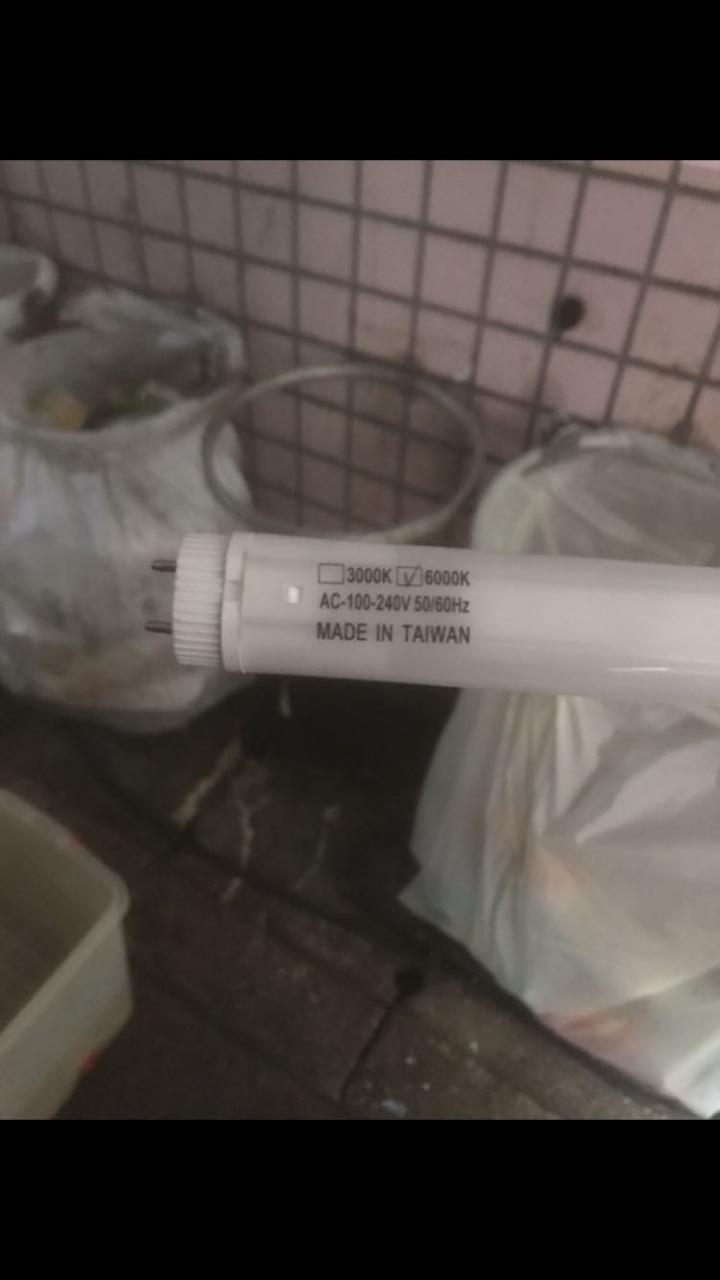 ☐3000K ☑6000K
AC-100-240V 50/60Hz
MADE IN TAIWAN